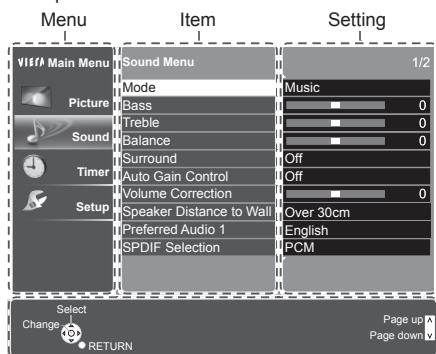 Menu Item Setting
VIErA Main Menu Sound Menu 1/2
Mode Music
Picture Bass 0
Treble 0
Sound Balance 0
Surround Off
Timer Auto Gain Control Off
Volume Correction 0
Setup Speaker Distance to Wall Over 30cm
Preferred Audio 1 English
SPDIF Selection PCM
Select
Change
RETURN
Page up
Page down